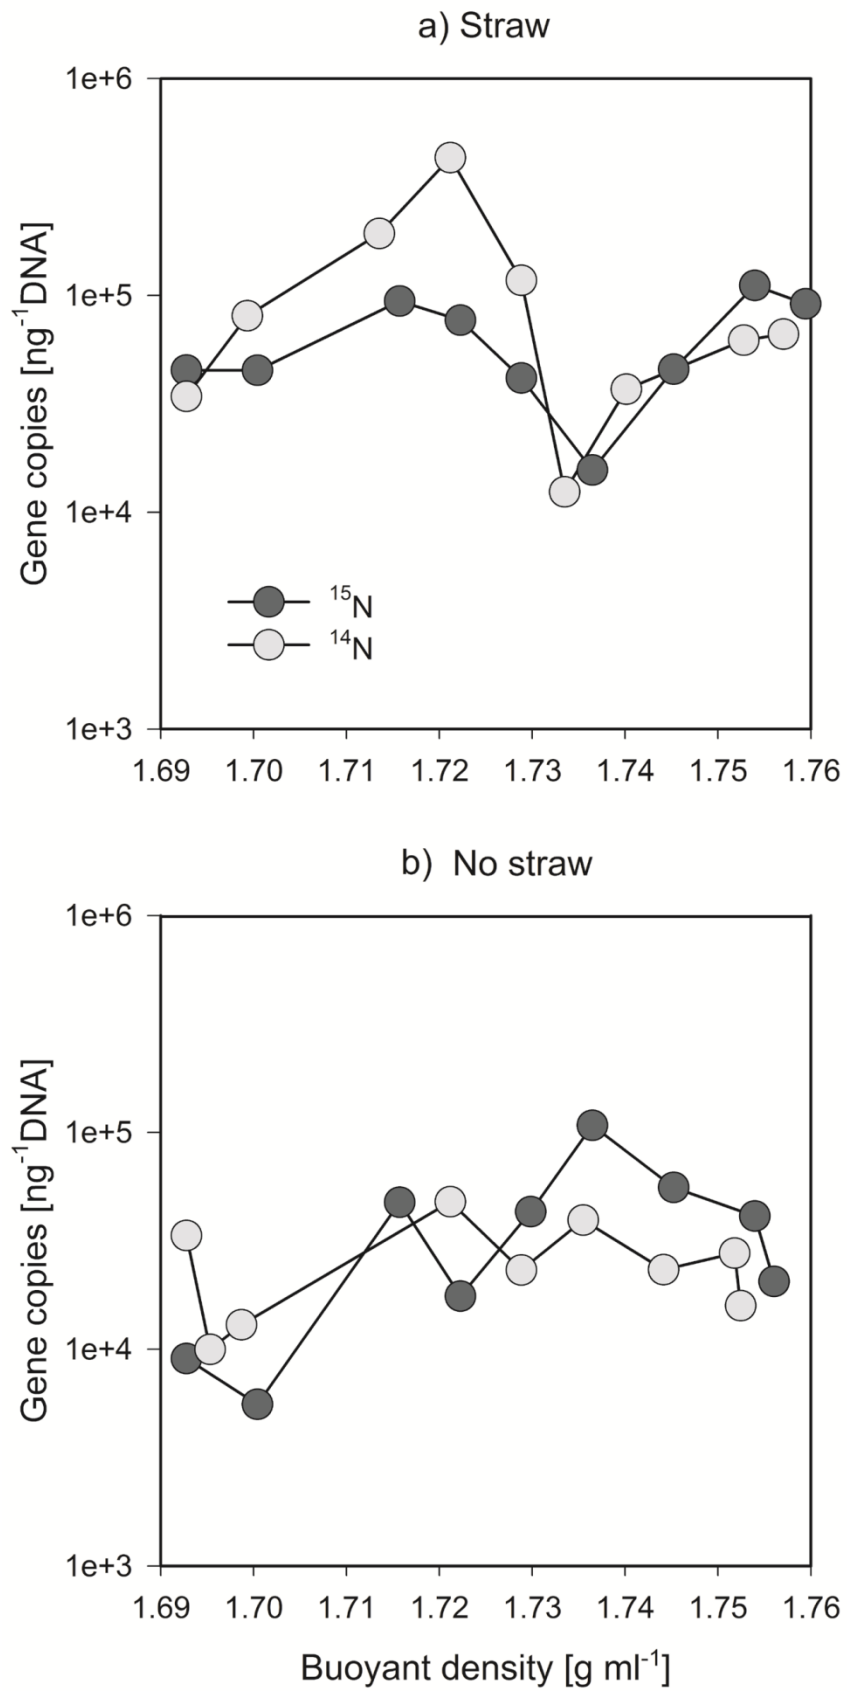 a) Straw
1e+6
1e+5
1e+4
1e+3
Gene copies [ng⁻¹DNA]
¹⁵N
¹⁴N
1.69 1.70 1.71 1.72 1.73 1.74 1.75 1.76
b) No straw
1e+6
1e+5
1e+4
1e+3
Gene copies [ng⁻¹DNA]
1.69 1.70 1.71 1.72 1.73 1.74 1.75 1.76
Buoyant density [g ml⁻¹]